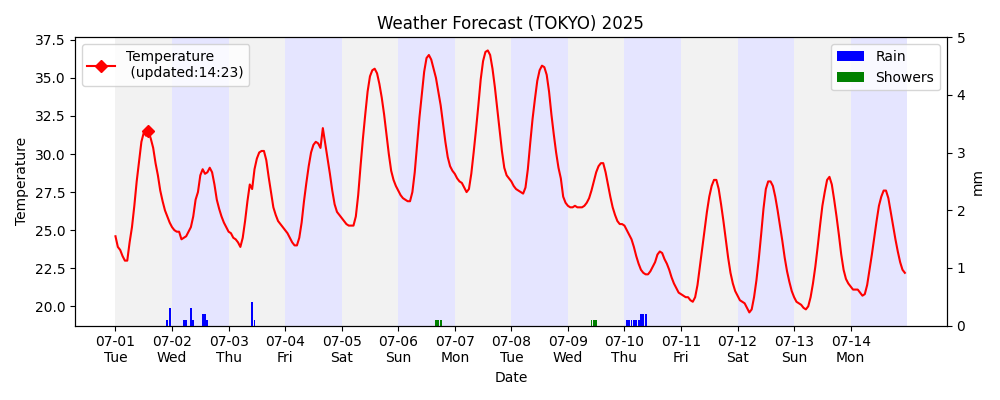 Weather Forecast (TOKYO) 2025
Temperature
(updated:14:23)
Rain
Showers
Temperature
37.5
35.0
32.5
30.0
27.5
25.0
22.5
20.0
5
4
3
2
1
0
mm
07-01 07-02 07-03 07-04 07-05 07-06 07-07 07-08 07-09 07-10 07-11 07-12 07-13 07-14
Tue Wed Thu Fri Sat Sun Mon Tue Wed Thu Fri Sat Sun Mon
Date